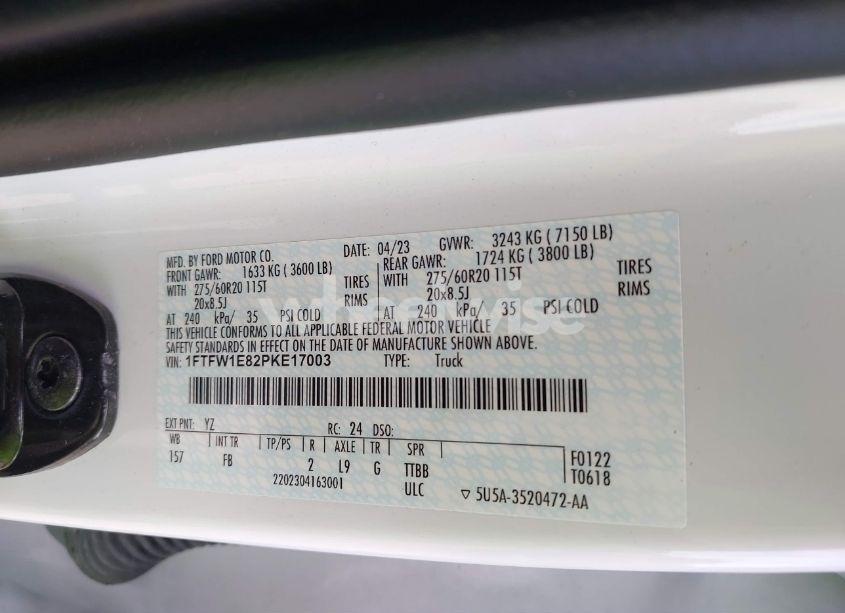 MFD. BY FORD MOTOR CO. DATE: 04/23 GVWR: 3243 KG ( 7150 LB)
FRONT GAWR: 1633 KG ( 3600 LB) REAR GAWR: 1724 KG ( 3800 LB)
WITH 275/60R20 115T TIRES WITH 275/60R20 115T TIRES
20x8.5J RIMS 20x8.5J RIMS
AT 240 kPa/ 35 PSI COLD AT 240 kPa/ 35 PSI COLD
THIS VEHICLE CONFORMS TO ALL APPLICABLE FEDERAL MOTOR VEHICLE
SAFETY STANDARDS IN EFFECT ON THE DATE OF MANUFACTURE SHOWN ABOVE.
VIN: 1FTFW1E82PKE17003 TYPE: Truck
EXT PNT: YZ RC: 24 DSO:
WB INT TR TP/PS R AXLE TR SPR F0122
157 FB 2 L9 G TTBB T0618
2202304163001 ULC ▽ 5U5A-3520472-AA
wheelwise